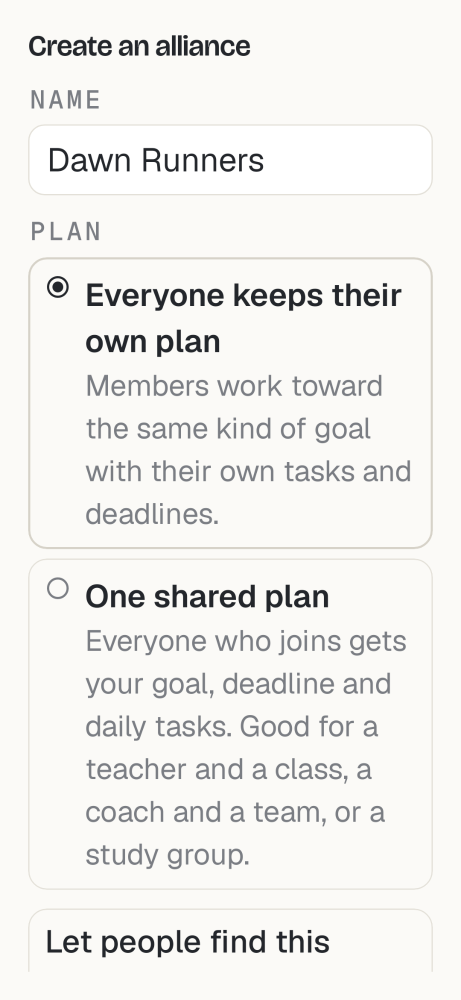 Create an alliance
NAME
Dawn Runners
PLAN
Everyone keeps their
own plan
Members work toward
the same kind of goal
with their own tasks and
deadlines.
One shared plan
Everyone who joins gets
your goal, deadline and
daily tasks. Good for a
teacher and a class, a
coach and a team, or a
study group.
Let people find this